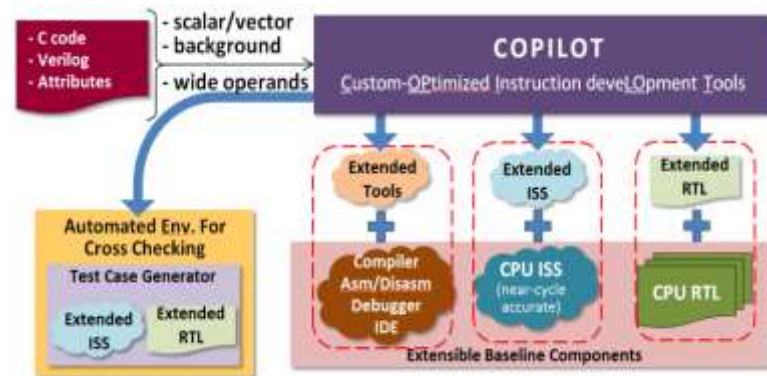 - C code
- Verilog
- Attributes
- scalar/vector
- background
- wide operands
COPILOT
Custom-OPtimized Instruction deveLOpment Tools
Extended
Tools
Extended
ISS
Extended
RTL
Compiler
Asm/Disasm
Debugger
IDE
CPU ISS
(near-cycle
accurate)
CPU RTL
Extensible Baseline Components
Automated Env. For
Cross Checking
Test Case Generator
Extended
ISS
Extended
RTL